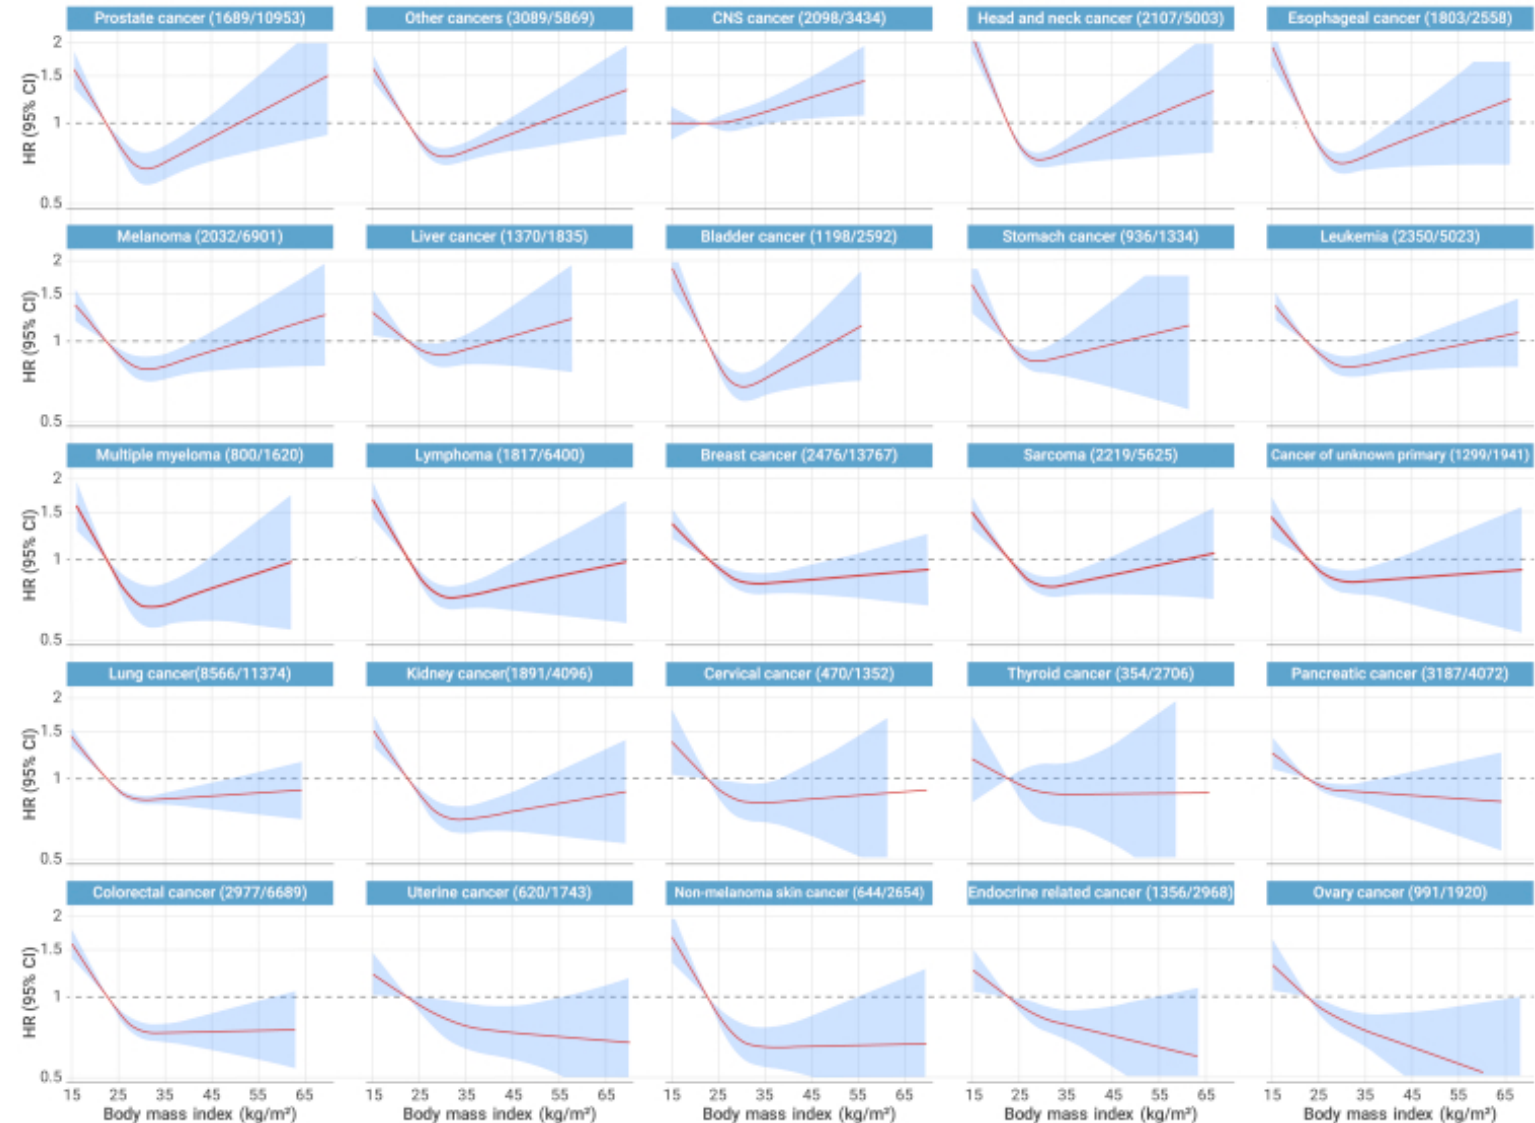 Prostate cancer (1689/10953) Other cancers (3089/5869) CNS cancer (2098/3434) Head and neck cancer (2107/5003) Esophageal cancer (1803/2558)
2
1.5
1
0.5
HR (95% CI)
Melanoma (2032/6901) Liver cancer (1370/1835) Bladder cancer (1198/2592) Stomach cancer (936/1334) Leukemia (2350/5023)
2
1.5
1
0.5
HR (95% CI)
Multiple myeloma (800/1620) Lymphoma (1817/6400) Breast cancer (2476/13767) Sarcoma (2219/5625) Cancer of unknown primary (1299/1941)
2
1.5
1
0.5
HR (95% CI)
Lung cancer(8566/11374) Kidney cancer(1891/4096) Cervical cancer (470/1352) Thyroid cancer (354/2706) Pancreatic cancer (3187/4072)
2
1.5
1
0.5
HR (95% CI)
Colorectal cancer (2977/6689) Uterine cancer (620/1743) Non-melanoma skin cancer (644/2654) Endocrine related cancer (1356/2968) Ovary cancer (991/1920)
2
1.5
1
0.5
HR (95% CI)
15 25 35 45 55 65 15 25 35 45 55 65 15 25 35 45 55 65 15 25 35 45 55 65 15 25 35 45 55 65
Body mass index (kg/m²) Body mass index (kg/m²) Body mass index (kg/m²) Body mass index (kg/m²) Body mass index (kg/m²)